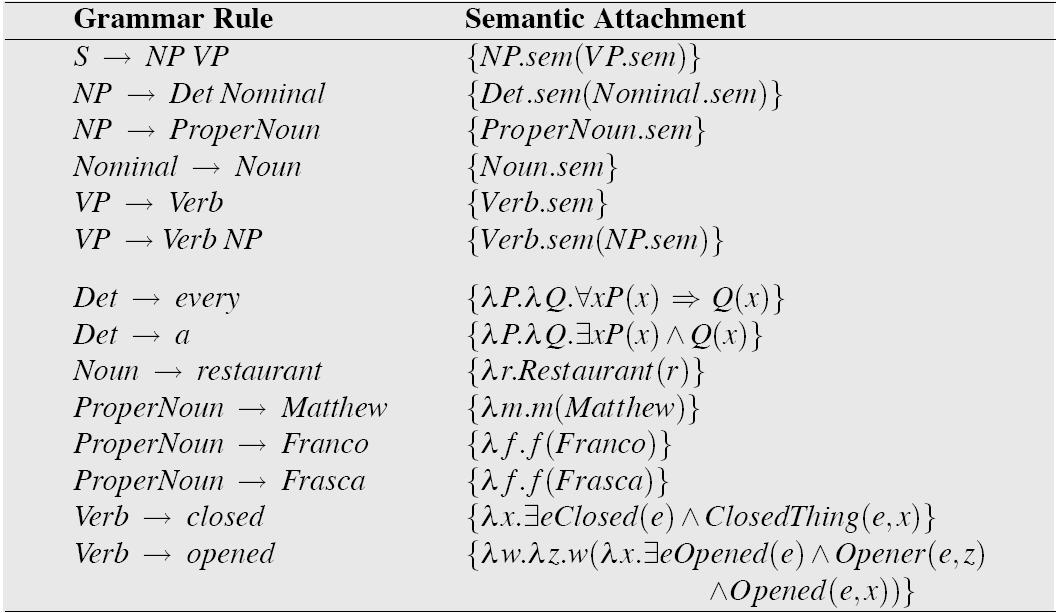 Grammar Rule Semantic Attachment
S → NP VP {NP.sem(VP.sem)}
NP → Det Nominal {Det.sem(Nominal.sem)}
NP → ProperNoun {ProperNoun.sem}
Nominal → Noun {Noun.sem}
VP → Verb {Verb.sem}
VP → Verb NP {Verb.sem(NP.sem)}
Det → every {λP.λQ.∀xP(x) ⇒ Q(x)}
Det → a {λP.λQ.∃xP(x) ∧ Q(x)}
Noun → restaurant {λr.Restaurant(r)}
ProperNoun → Matthew {λm.m(Matthew)}
ProperNoun → Franco {λf.f(Franco)}
ProperNoun → Frasca {λf.f(Frasca)}
Verb → closed {λx.∃eClosed(e) ∧ ClosedThing(e,x)}
Verb → opened {λw.λz.w(λx.∃eOpened(e) ∧ Opener(e,z)
∧Opened(e,x))}